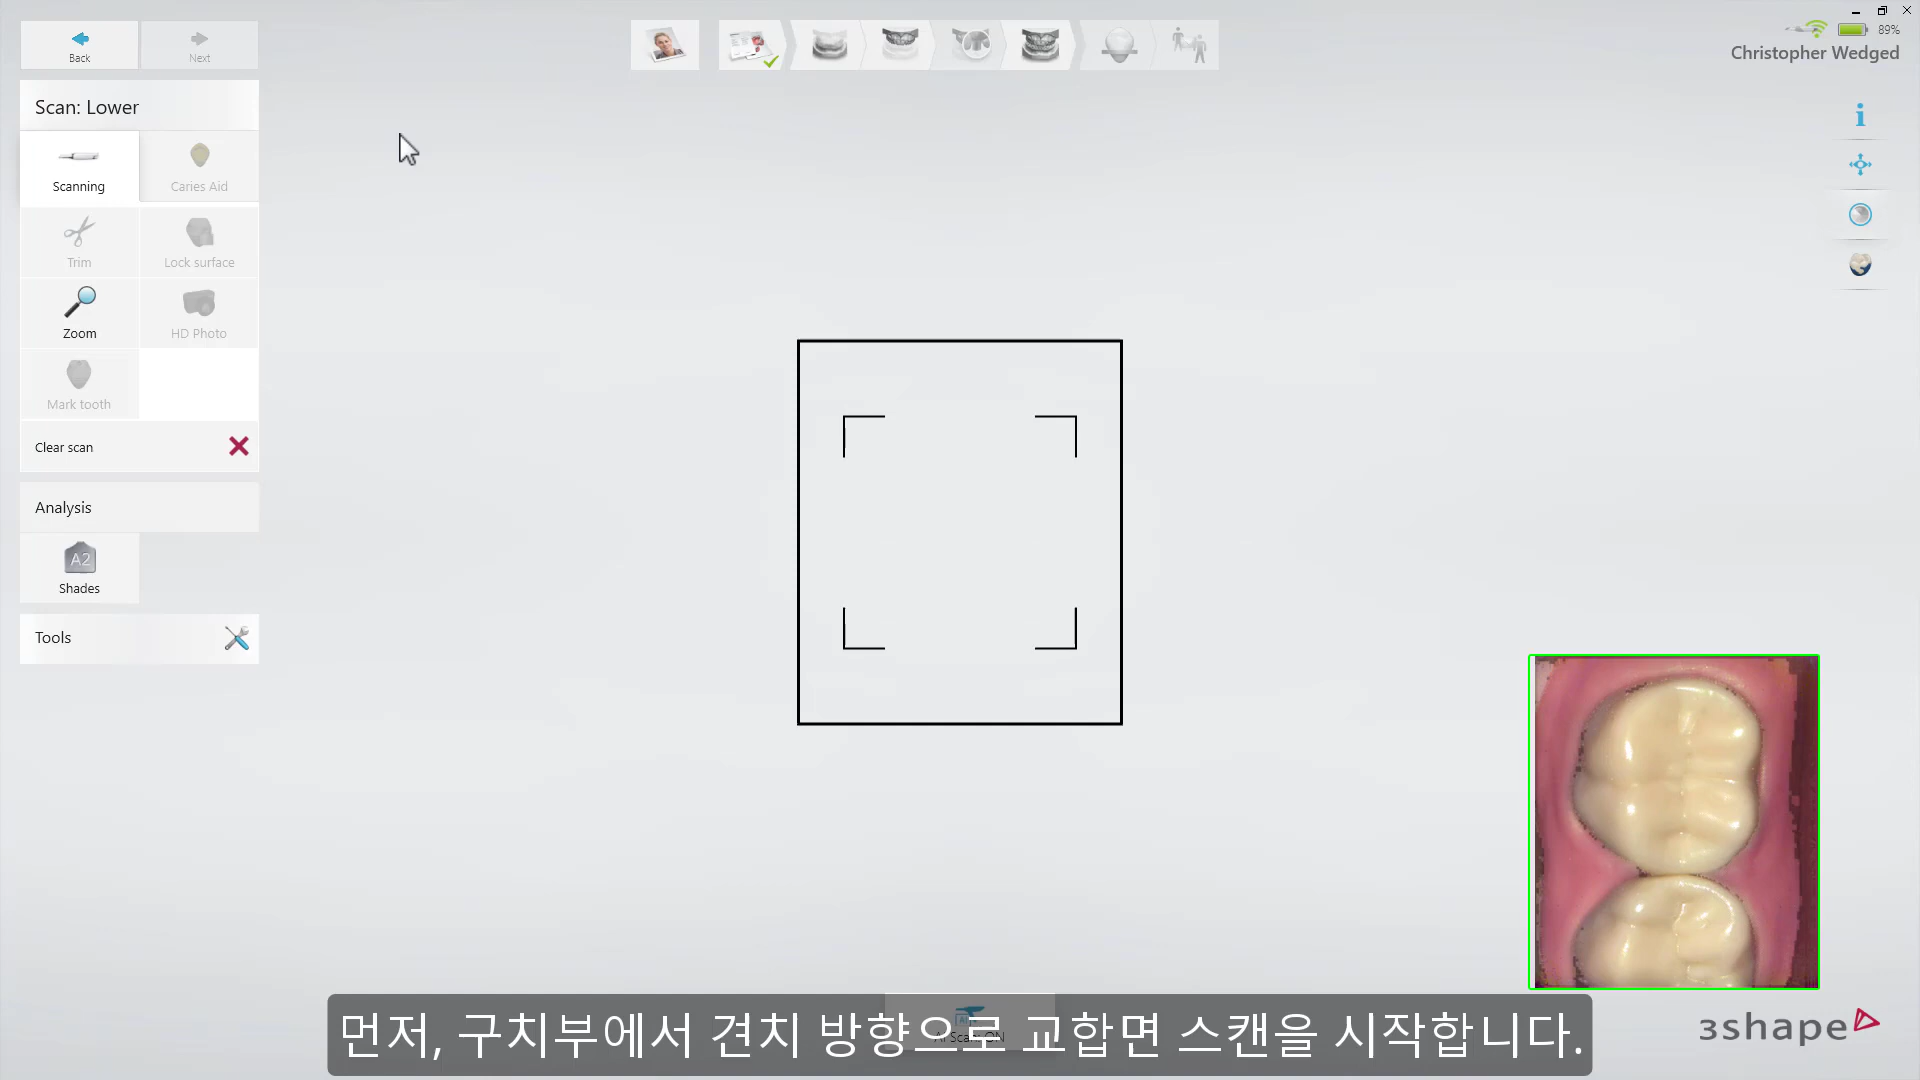 Back
Next
89%
Christopher Wedged
Scan: Lower
Scanning
Caries Aid
Trim
Lock surface
Zoom
HD Photo
Mark tooth
Clear scan
Analysis
A2
Shades
Tools
먼저, 구치부에서 견치 방향으로 교합면 스캔을 시작합니다.
3shape